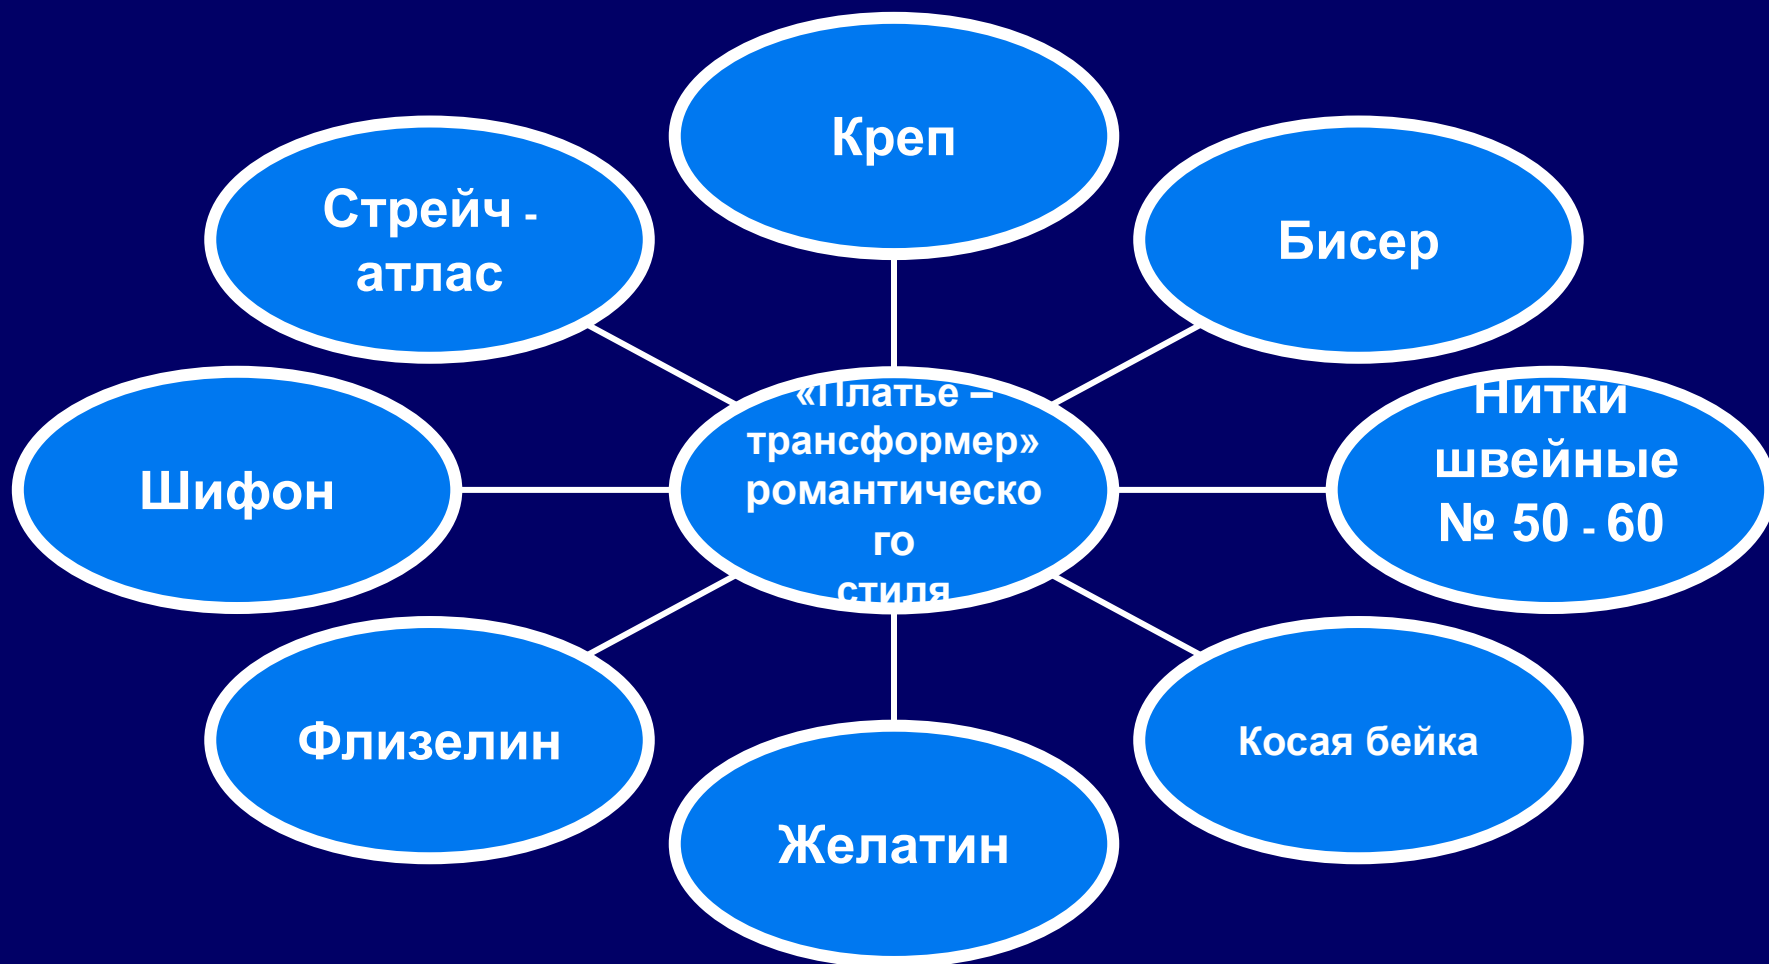 Креп
Стрейч -
атлас
Бисер
«Платье –
трансформер»
романтическо
го
стиля
Нитки
швейные
№ 50 - 60
Шифон
Флизелин
Косая бейка
Желатин